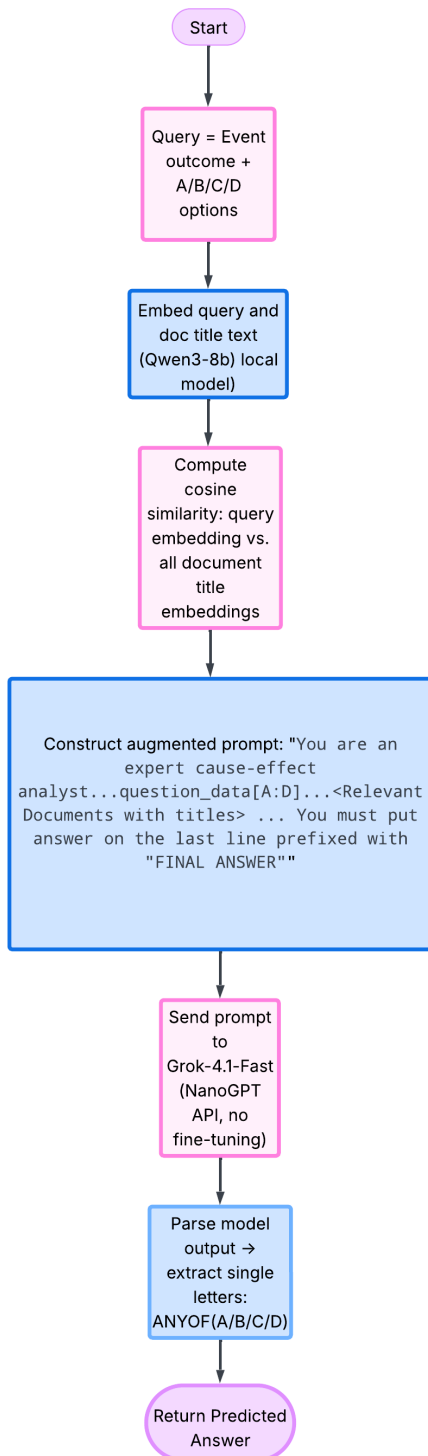 Start
Query = Event
outcome +
A/B/C/D
options
Embed query and
doc title text
(Qwen3-8b) local
model)
Compute
cosine
similarity: query
embedding vs.
all document
title
embeddings
Construct augmented prompt: "You are an
expert cause-effect
analyst...question_data[A:D]...<Relevant
Documents with titles> ... You must put
answer on the last line prefixed with
"FINAL ANSWER""
Send prompt
to
Grok-4.1-Fast
(NanoGPT
API, no
fine-tuning)
Parse model
output →
extract single
letters:
ANYOF(A/B/C/D)
Return Predicted
Answer